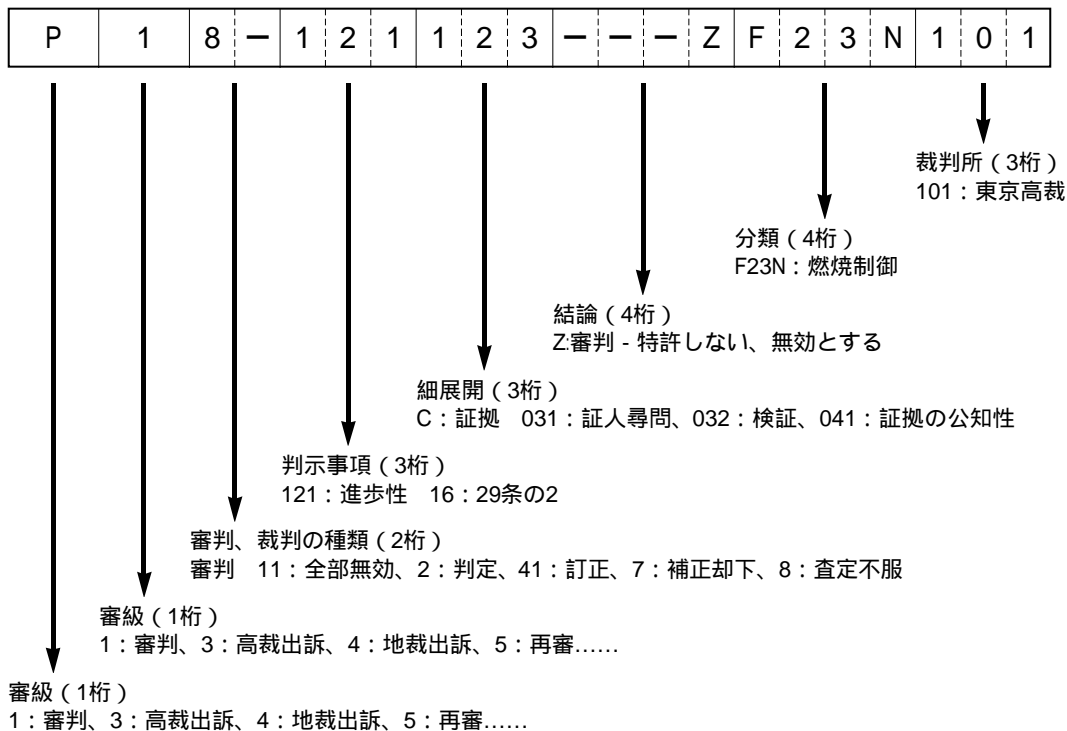 P 1 8 － 1 2 1 1 2 3 － － － Z F 2 3 N 1 0 1
裁判所（3桁）
101：東京高裁
分類（4桁）
F23N：燃焼制御
結論（4桁）
Z:審判 - 特許しない、無効とする
細展開（3桁）
C：証拠　031：証人尋問、032：検証、041：証拠の公知性
判示事項（3桁）
121：進歩性　16：29条の2
審判、裁判の種類（2桁）
審判　11：全部無効、2：判定、41：訂正、7：補正却下、8：査定不服
審級（1桁）
1：審判、3：高裁出訴、4：地裁出訴、5：再審……
審級（1桁）
1：審判、3：高裁出訴、4：地裁出訴、5：再審……